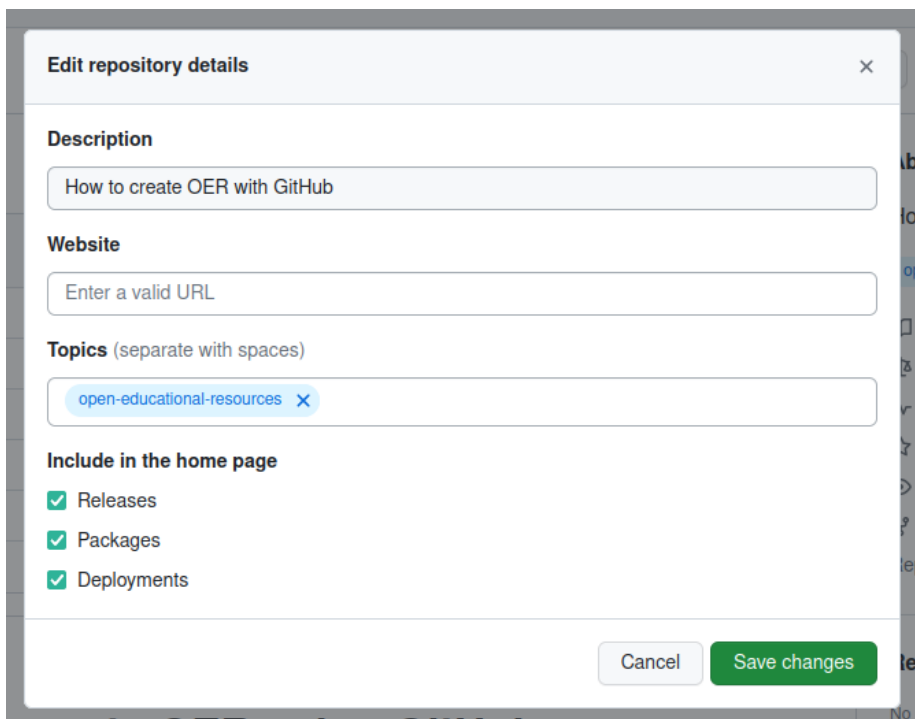 Edit repository details
Description
How to create OER with GitHub
Website
Enter a valid URL
Topics (separate with spaces)
open-educational-resources
Include in the home page
Releases
Packages
Deployments
Cancel
Save changes
No